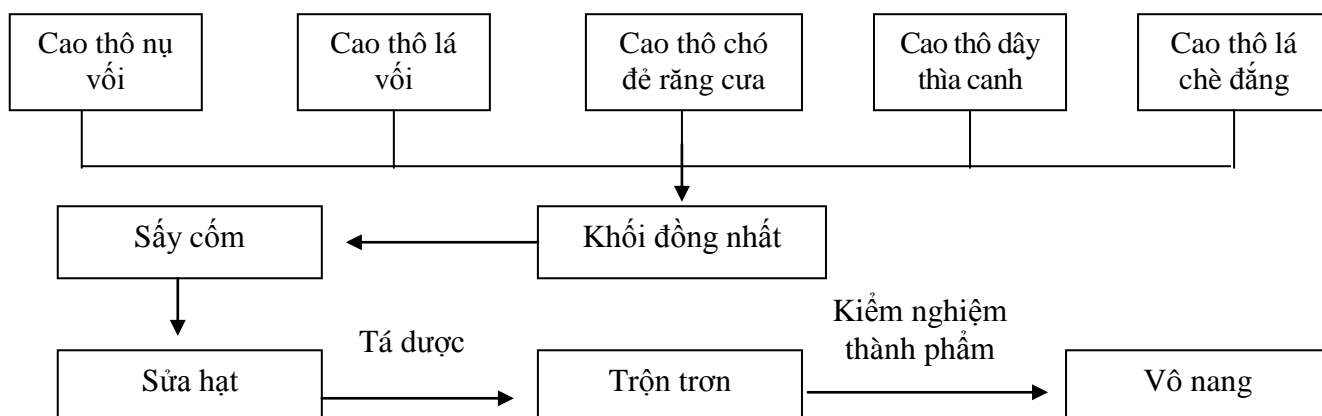 Cao thô nụ
vối
Cao thô lá
vối
Cao thô chó
đẻ răng cưa
Cao thô dây
thìa canh
Cao thô lá
chè đắng
Sấy cốm
Khối đồng nhất
Sửa hạt
Tá dược
Trộn trơn
Kiểm nghiệm
thành phẩm
Vô nang